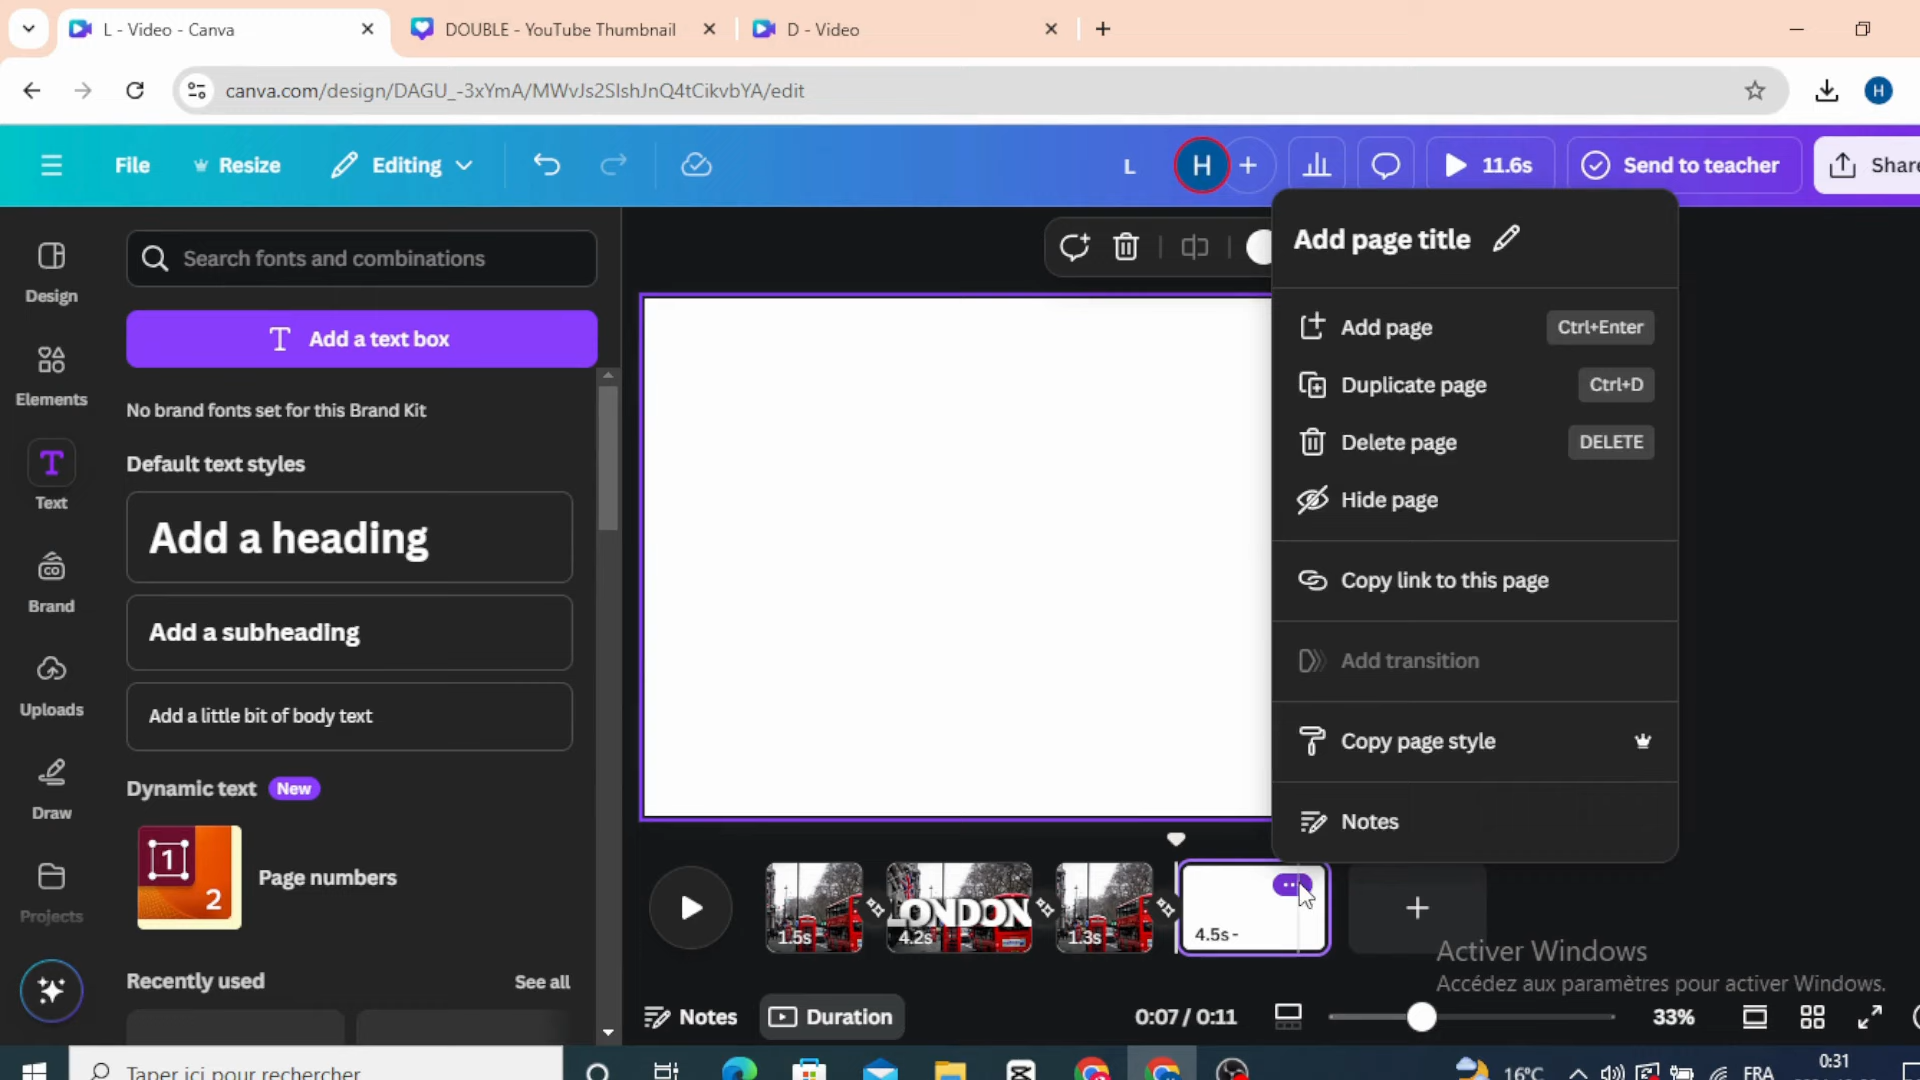 L - Video - Canva
DOUBLE - YouTube Thumbnail
D - Video
canva.com/design/DAGU_-3xYmA/MWvJs2SIshJnQ4tCikvbYA/edit
H
File
Resize
Editing
L
H
11.6s
Send to teacher
Share
Design
Elements
Text
Brand
Uploads
Draw
Projects
Search fonts and combinations
Add a text box
No brand fonts set for this Brand Kit
Default text styles
Add a heading
Add a subheading
Add a little bit of body text
Dynamic text New
1
2
Page numbers
Recently used See all
Add page title
Add page Ctrl+Enter
Duplicate page Ctrl+D
Delete page DELETE
Hide page
Copy link to this page
Add transition
Copy page style
Notes
LONDON
1.5s
4.2s
1.3s
4.5s -
Activer Windows
Accédez aux paramètres pour activer Windows.
Notes
Duration
0:07 / 0:11
33%
Taper ici pour rechercher
16°C
FRA
0:31